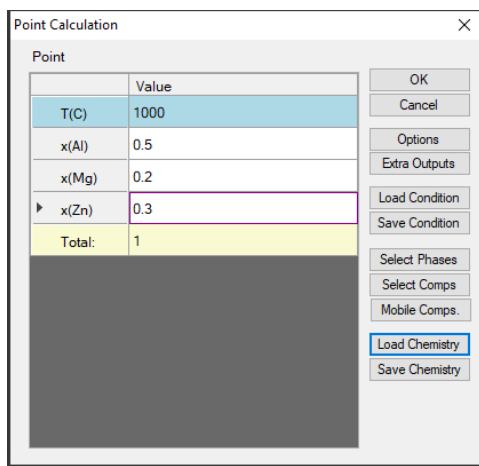 Point Calculation
Point
Value
T(C) 1000
x(Al) 0.5
x(Mg) 0.2
x(Zn) 0.3
Total: 1
OK
Cancel
Options
Extra Outputs
Load Condition
Save Condition
Select Phases
Select Comps
Mobile Comps.
Load Chemistry
Save Chemistry